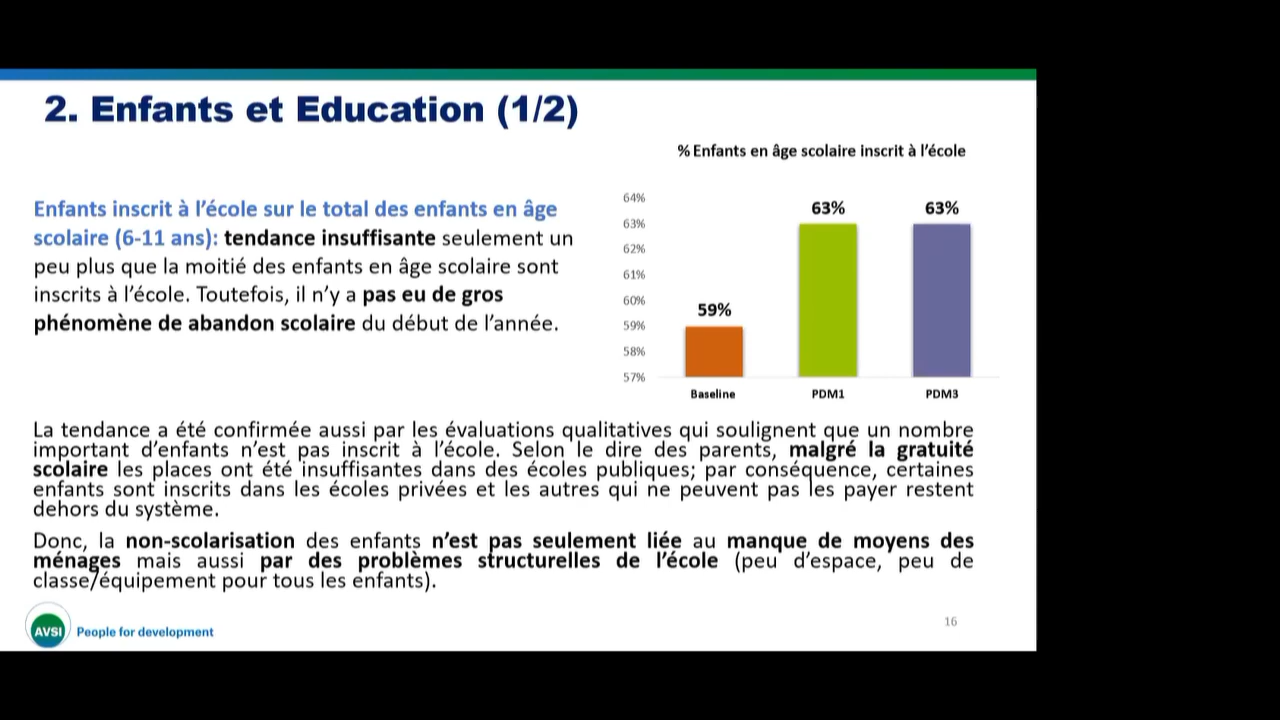 2. Enfants et Education (1/2)
Enfants inscrit à l’école sur le total des enfants en âge
scolaire (6-11 ans): tendance insuffisante seulement un
peu plus que la moitié des enfants en âge scolaire sont
inscrits à l’école. Toutefois, il n’y a pas eu de gros
phénomène de abandon scolaire du début de l’année.
% Enfants en âge scolaire inscrit à l’école
64%
63%
62%
61%
60%
59%
58%
57%
59%
63%
63%
Baseline
PDM1
PDM3
La tendance a été confirmée aussi par les évaluations qualitatives qui soulignent que un nombre
important d’enfants n’est pas inscrit à l’école. Selon le dire des parents, malgré la gratuité
scolaire les places ont été insuffisantes dans des écoles publiques; par conséquence, certaines
enfants sont inscrits dans les écoles privées et les autres qui ne peuvent pas les payer restent
dehors du système.
Donc, la non-scolarisation des enfants n’est pas seulement liée au manque de moyens des
ménages mais aussi par des problèmes structurelles de l’école (peu d’espace, peu de
classe/équipement pour tous les enfants).
AVSI
People for development
16